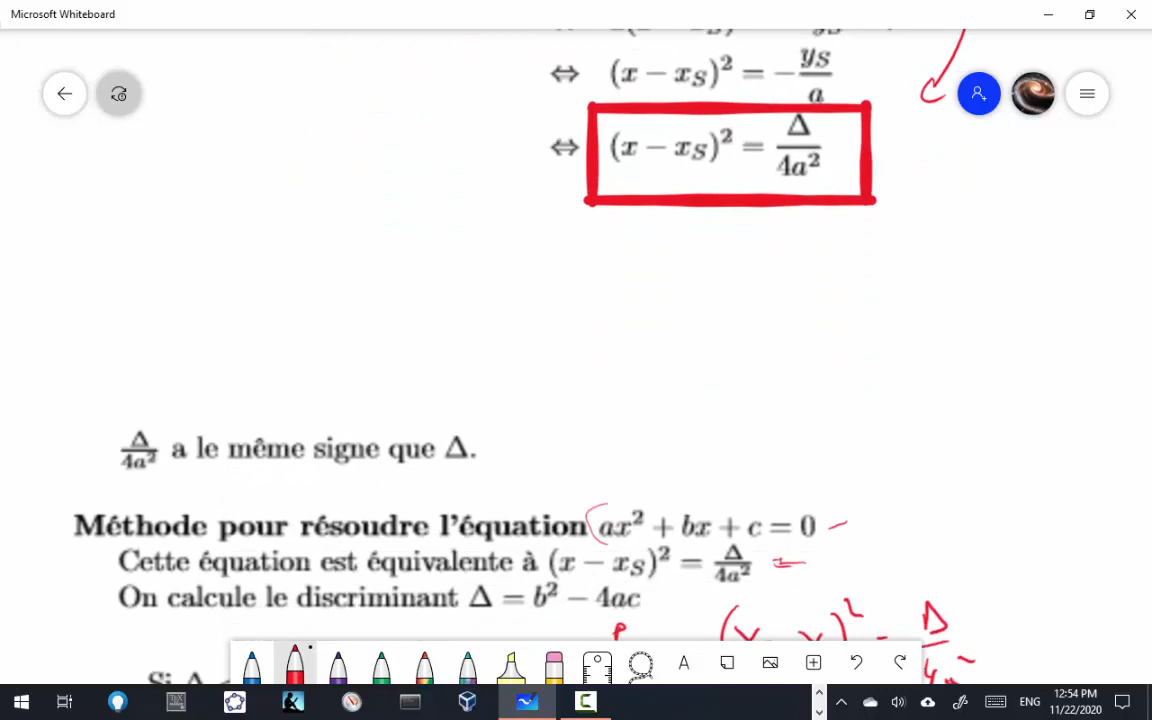 Microsoft Whiteboard
⇔ (x − x_S)² = −y_S/a
⇔ (x − x_S)² = Δ/4a²
Δ/4a² a le même signe que Δ.
Méthode pour résoudre l'équation ax² + bx + c = 0
Cette équation est équivalente à (x − x_S)² = Δ/4a²
On calcule le discriminant Δ = b² − 4ac
Si Δ
ENG
12:54 PM
11/22/2020